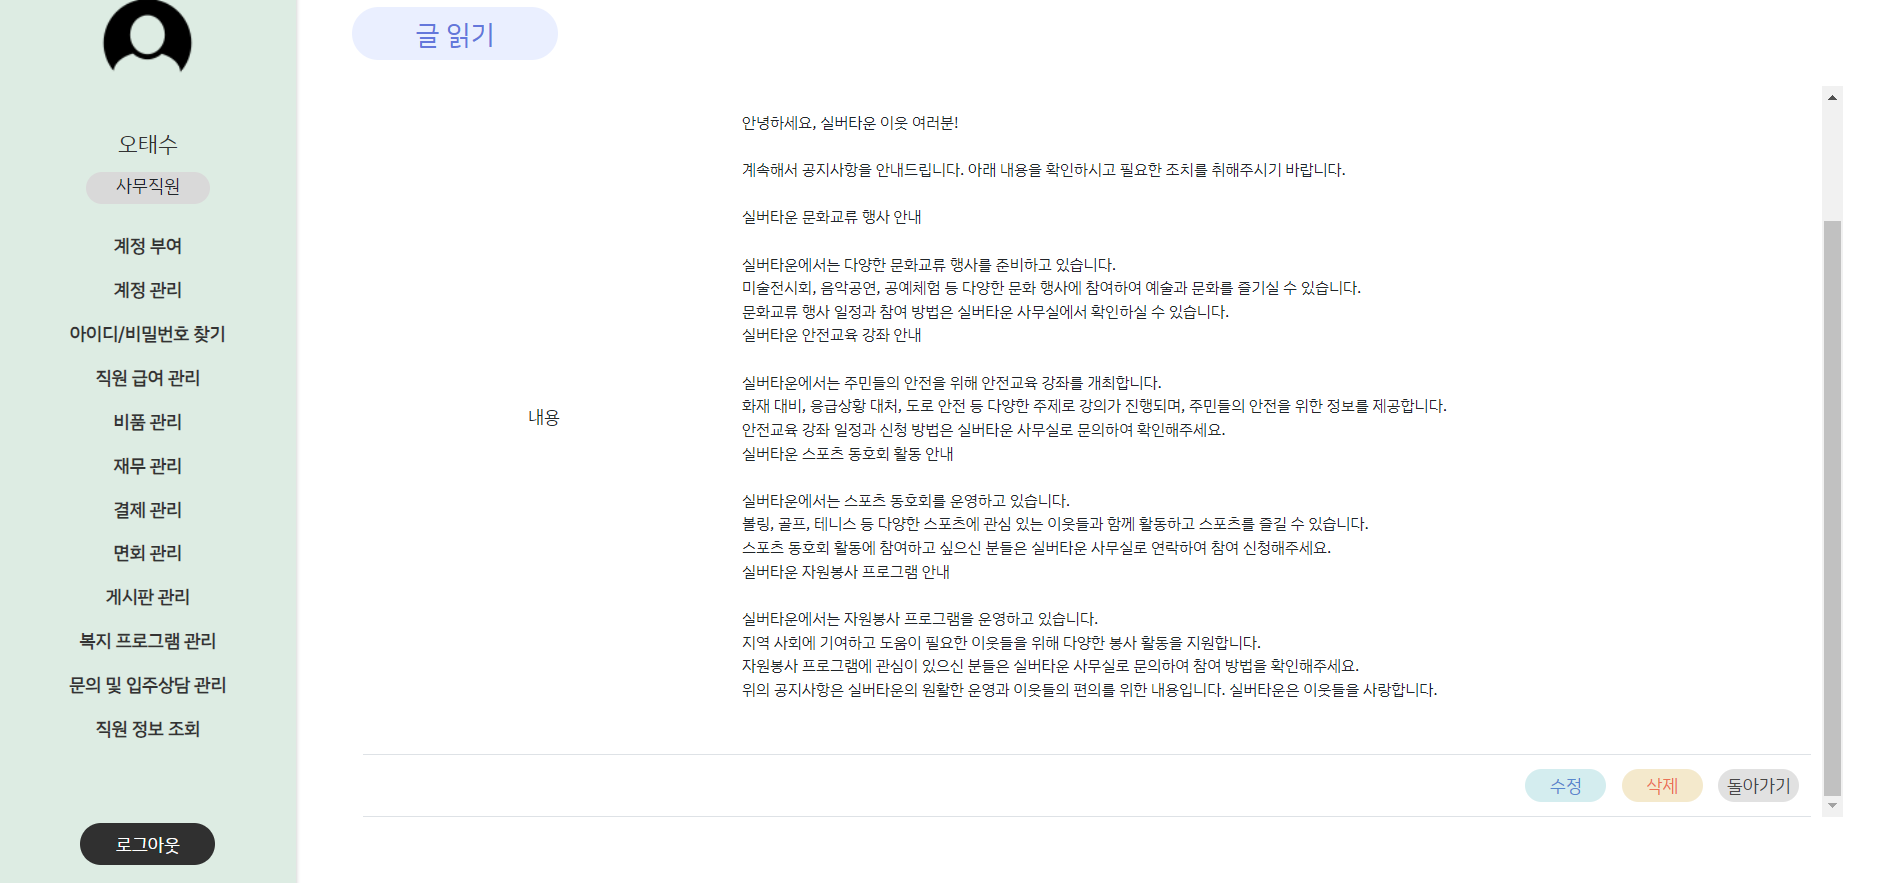 오태수
사무직원
계정 부여
계정 관리
아이디/비밀번호 찾기
직원 급여 관리
비품 관리
재무 관리
결제 관리
면회 관리
게시판 관리
복지 프로그램 관리
문의 및 입주상담 관리
직원 정보 조회
로그아웃
글 읽기
내용
안녕하세요, 실버타운 이웃 여러분!
계속해서 공지사항을 안내드립니다. 아래 내용을 확인하시고 필요한 조치를 취해주시기 바랍니다.
실버타운 문화교류 행사 안내
실버타운에서는 다양한 문화교류 행사를 준비하고 있습니다.
미술전시회, 음악공연, 공예체험 등 다양한 문화 행사에 참여하여 예술과 문화를 즐기실 수 있습니다.
문화교류 행사 일정과 참여 방법은 실버타운 사무실에서 확인하실 수 있습니다.
실버타운 안전교육 강좌 안내
실버타운에서는 주민들의 안전을 위해 안전교육 강좌를 개최합니다.
화재 대비, 응급상황 대처, 도로 안전 등 다양한 주제로 강의가 진행되며, 주민들의 안전을 위한 정보를 제공합니다.
안전교육 강좌 일정과 신청 방법은 실버타운 사무실로 문의하여 확인해주세요.
실버타운 스포츠 동호회 활동 안내
실버타운에서는 스포츠 동호회를 운영하고 있습니다.
볼링, 골프, 테니스 등 다양한 스포츠에 관심 있는 이웃들과 함께 활동하고 스포츠를 즐길 수 있습니다.
스포츠 동호회 활동에 참여하고 싶으신 분들은 실버타운 사무실로 연락하여 참여 신청해주세요.
실버타운 자원봉사 프로그램 안내
실버타운에서는 자원봉사 프로그램을 운영하고 있습니다.
지역 사회에 기여하고 도움이 필요한 이웃들을 위해 다양한 봉사 활동을 지원합니다.
자원봉사 프로그램에 관심이 있으신 분들은 실버타운 사무실로 문의하여 참여 방법을 확인해주세요.
위의 공지사항은 실버타운의 원활한 운영과 이웃들의 편의를 위한 내용입니다. 실버타운은 이웃들을 사랑합니다.
수정
삭제
돌아가기